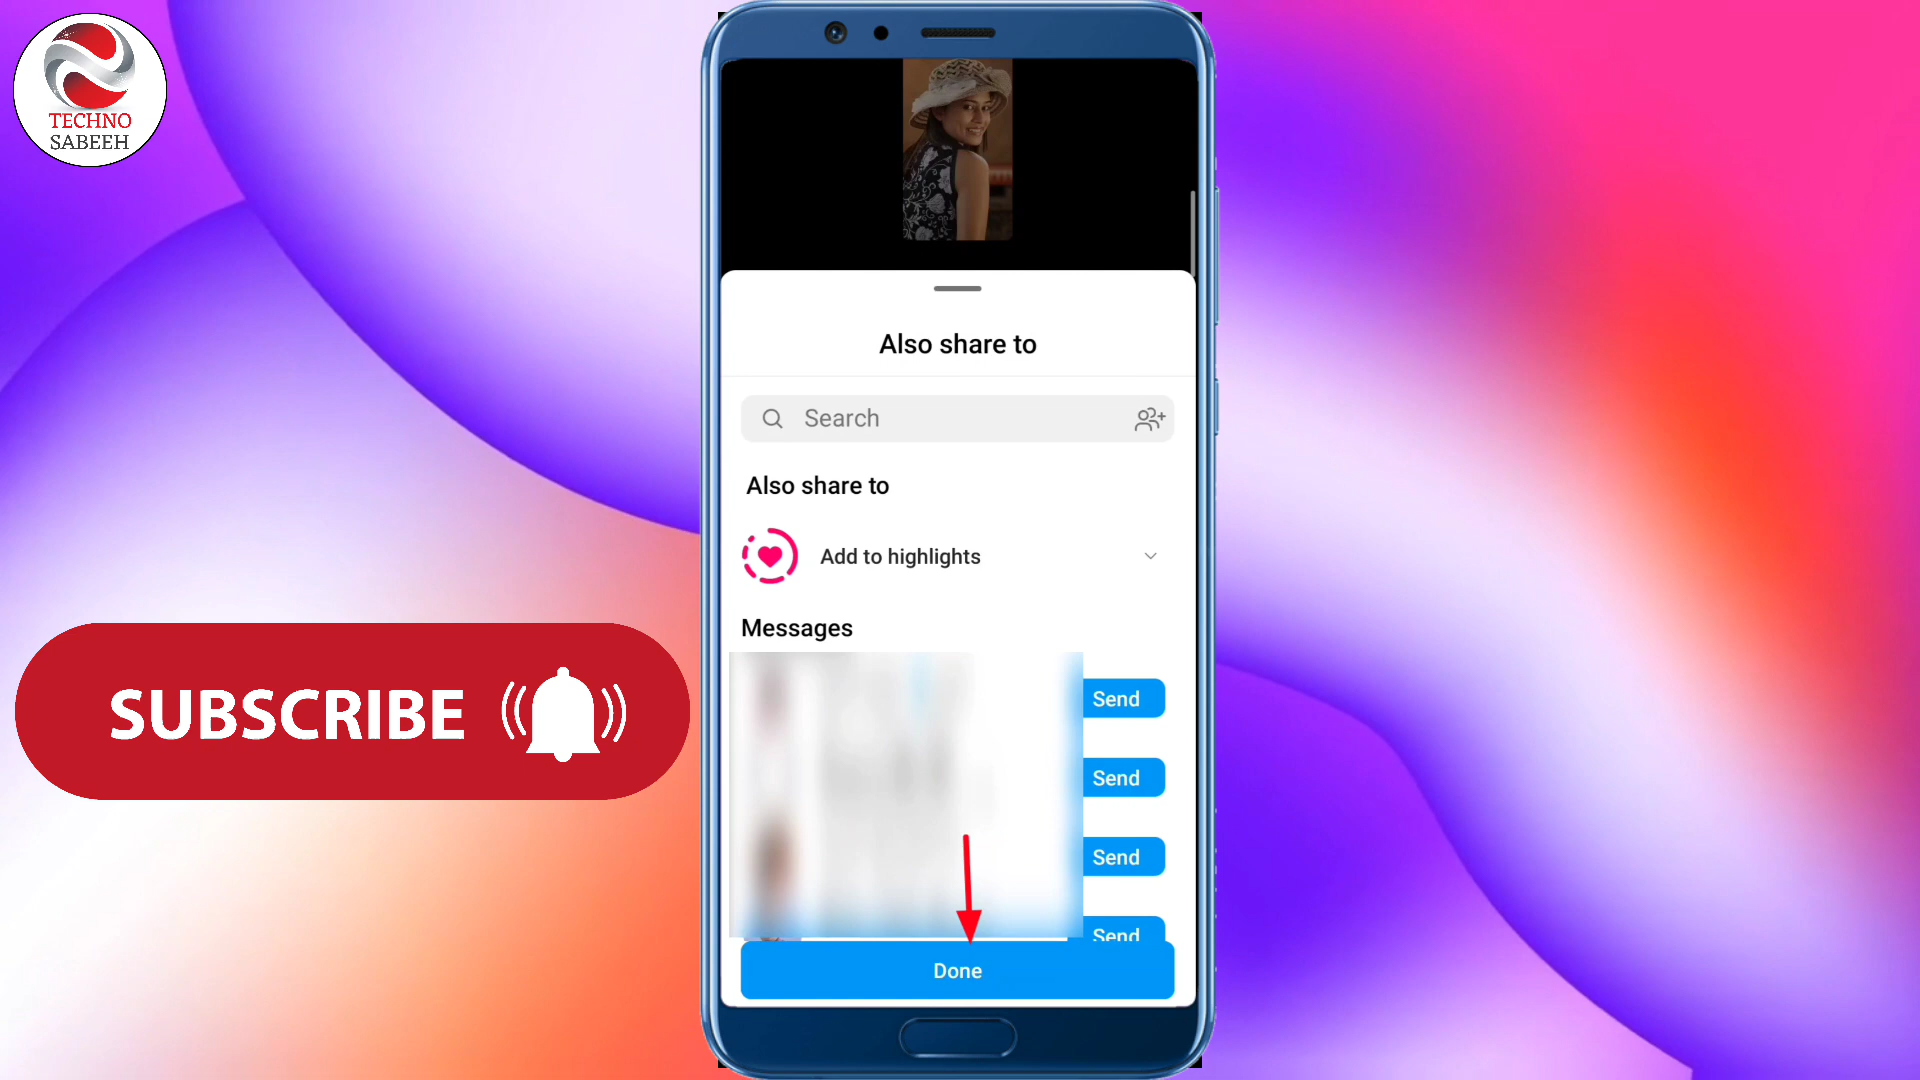 TECHNO
SABEEH
Also share to
Search
Also share to
Add to highlights
Messages
Send
Send
Send
Send
Done
SUBSCRIBE